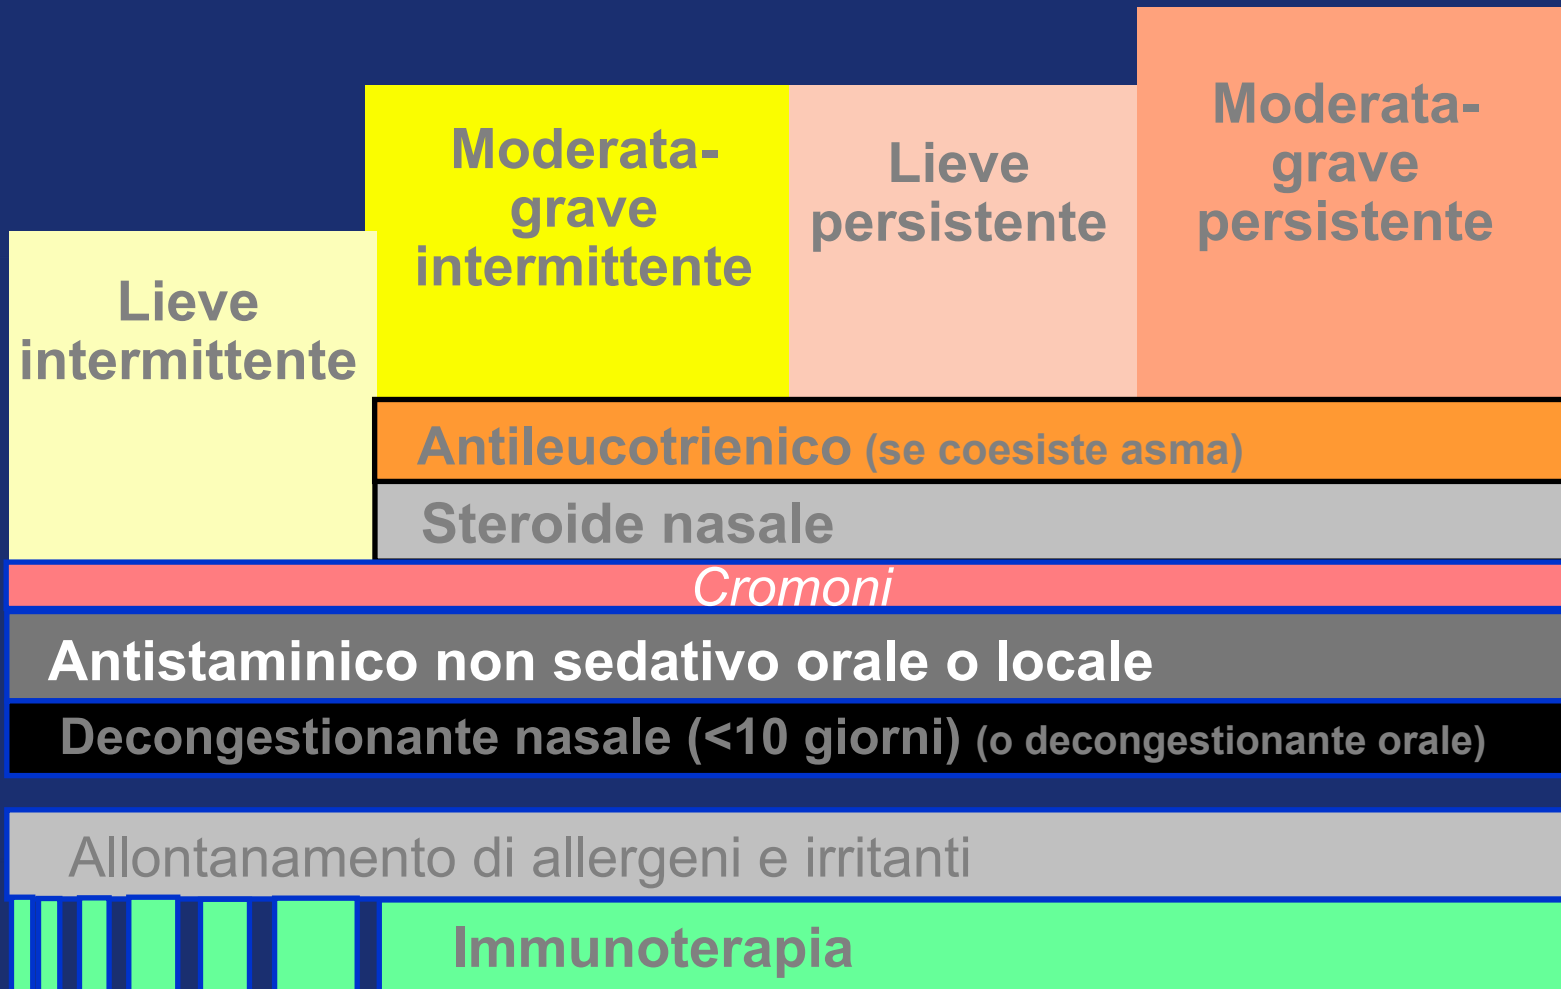 Lieve
intermittente
Moderata-
grave
intermittente
Lieve
persistente
Moderata-
grave
persistente
Antileucotrienico (se coesiste asma)
Steroide nasale
Cromoni
Antistaminico non sedativo orale o locale
Decongestionante nasale (<10 giorni) (o decongestionante orale)
Allontanamento di allergeni e irritanti
Immunoterapia